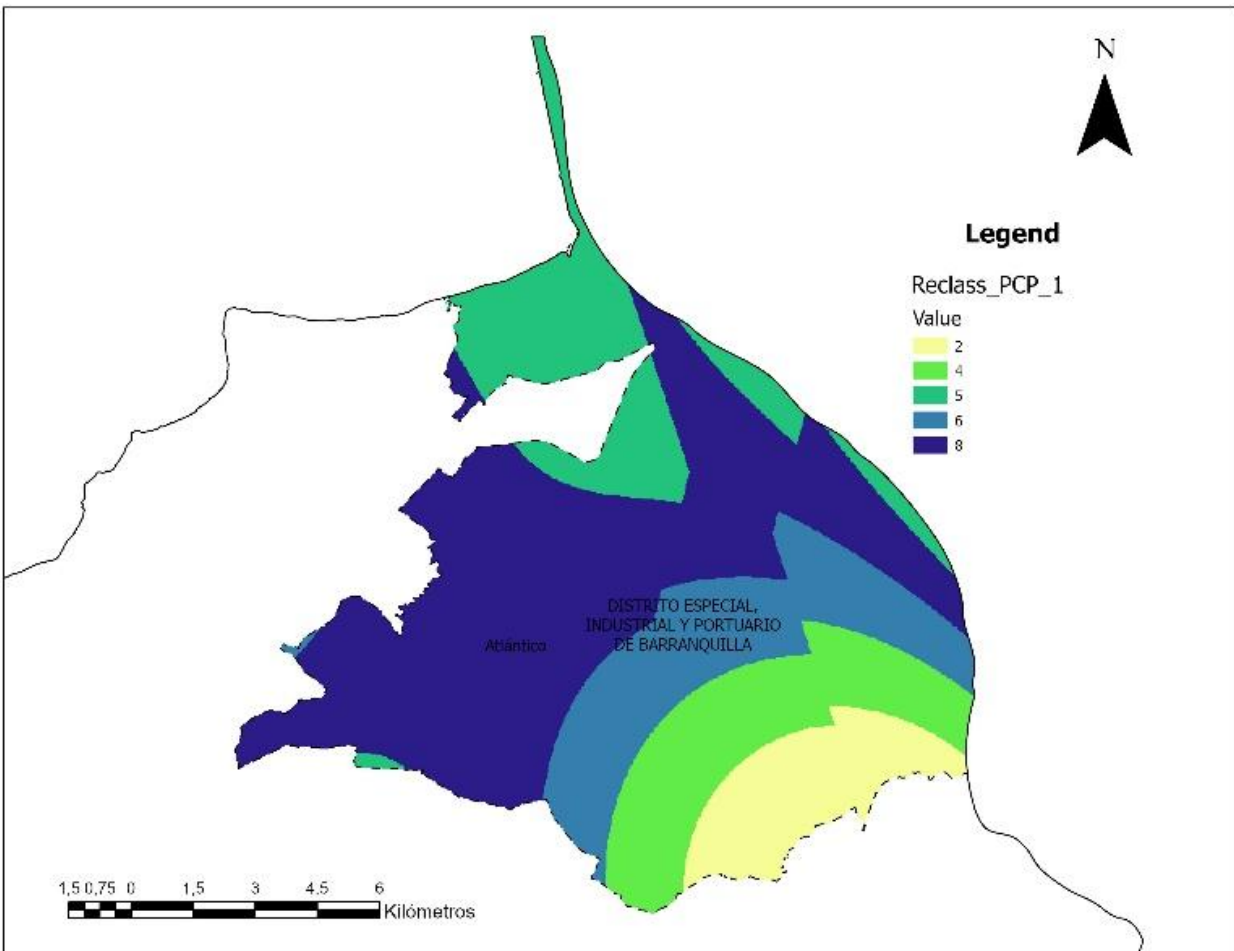 N
Legend
Reclass_PCP_1
Value
2
4
5
6
8
DISTRITO ESPECIAL,
INDUSTRIAL Y PORTUARIO
DE BARRANQUILLA
Atlántico
1,5 0,75 0 1,5 3 4,5 6
Kilómetros